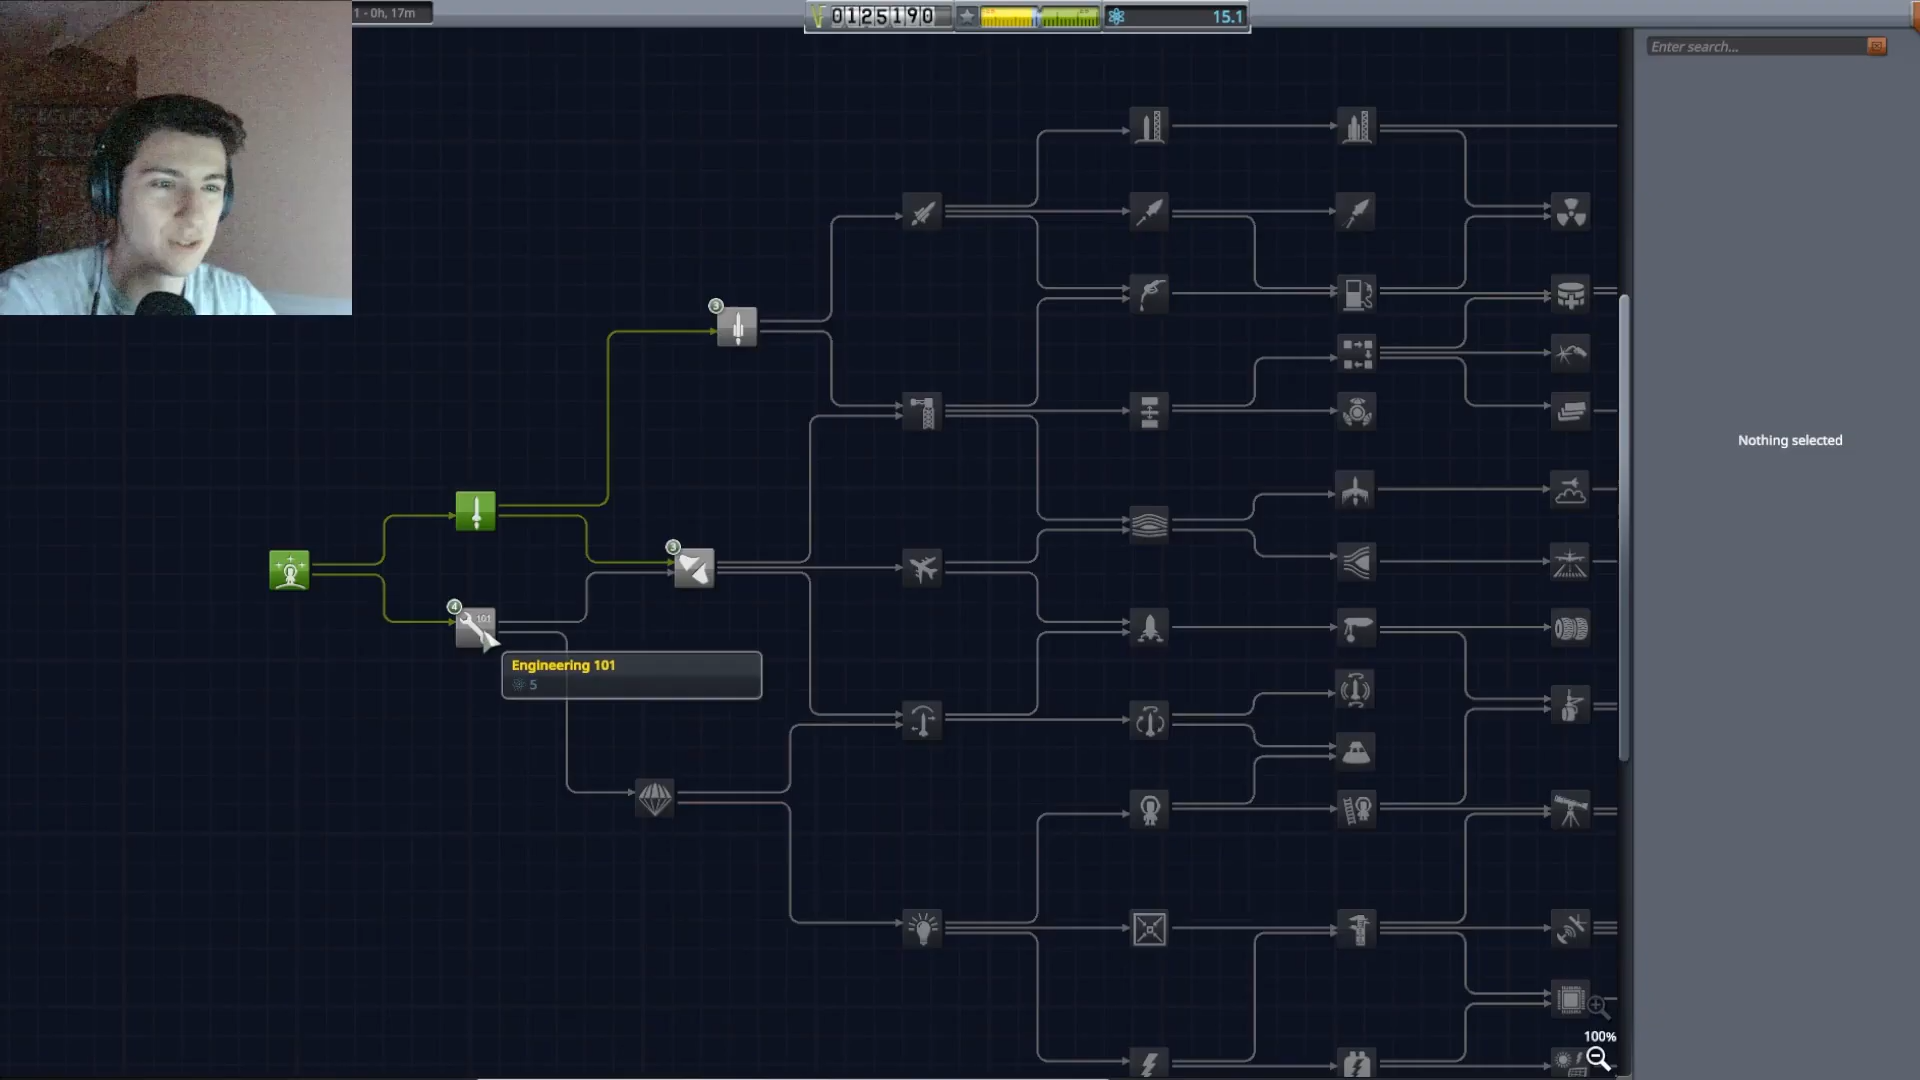 1 - 0h, 17m
0125190
15.1
Enter search...
3
3
4
101
Engineering 101
5
Nothing selected
100%